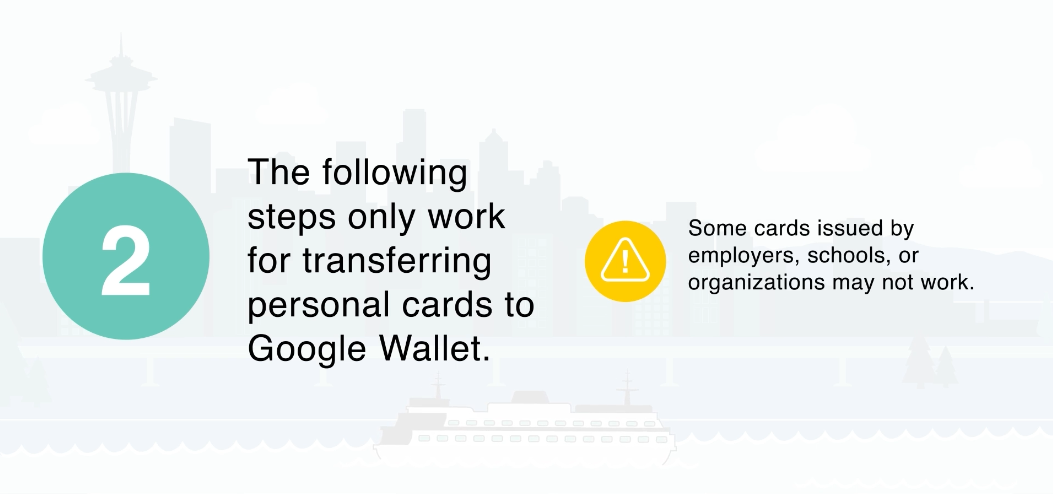 2
The following
steps only work
for transferring
personal cards to
Google Wallet.
!
Some cards issued by
employers, schools, or
organizations may not work.